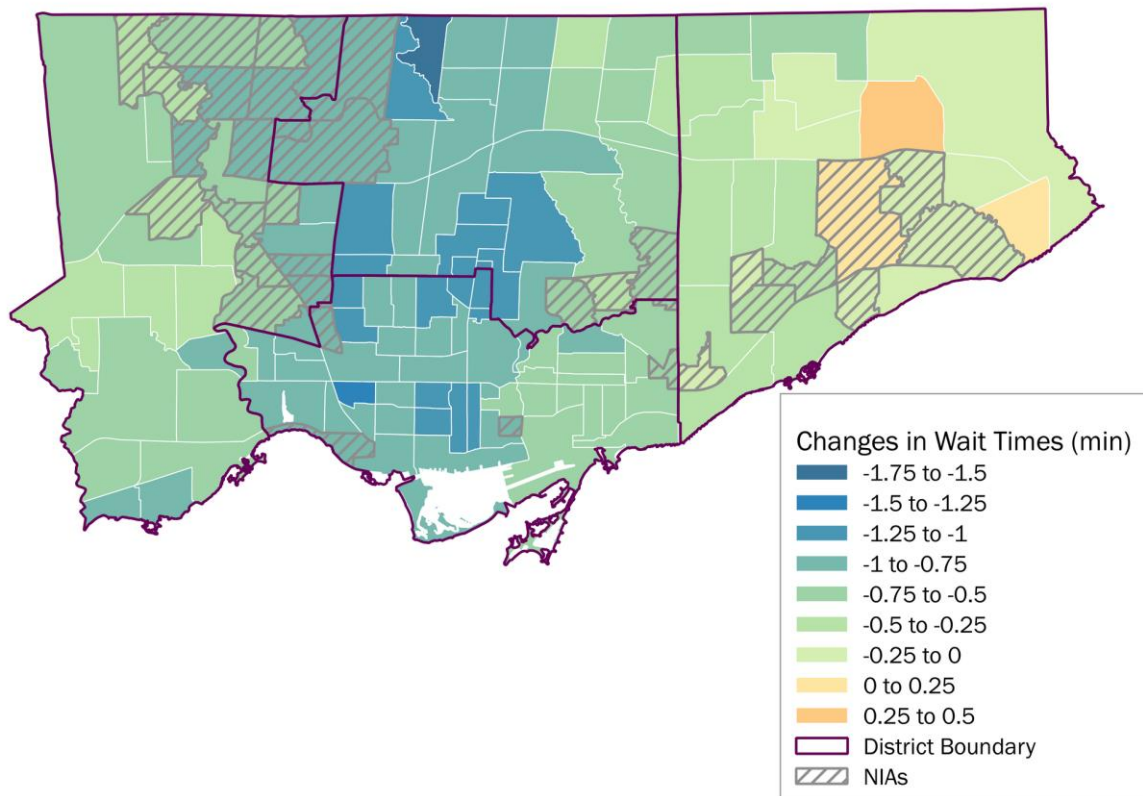 Changes in Wait Times (min)
-1.75 to -1.5
-1.5 to -1.25
-1.25 to -1
-1 to -0.75
-0.75 to -0.5
-0.5 to -0.25
-0.25 to 0
0 to 0.25
0.25 to 0.5
District Boundary
NIAs